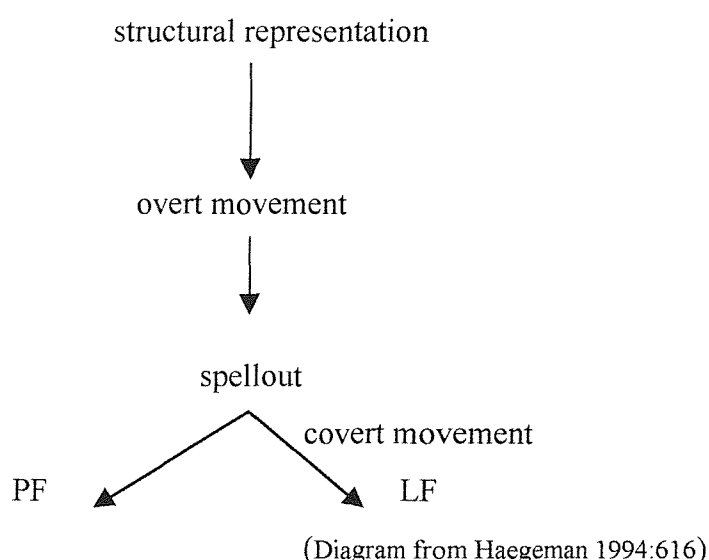 structural representation
overt movement
spellout
covert movement
PF LF
(Diagram from Haegeman 1994:616)